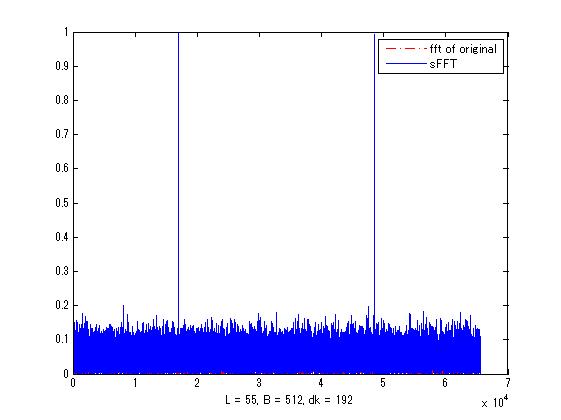 1
0.9
0.8
0.7
0.6
0.5
0.4
0.3
0.2
0.1
0
fft of original
sFFT
0 1 2 3 4 5 6 7
x 10^4
L = 55, B = 512, dk = 192